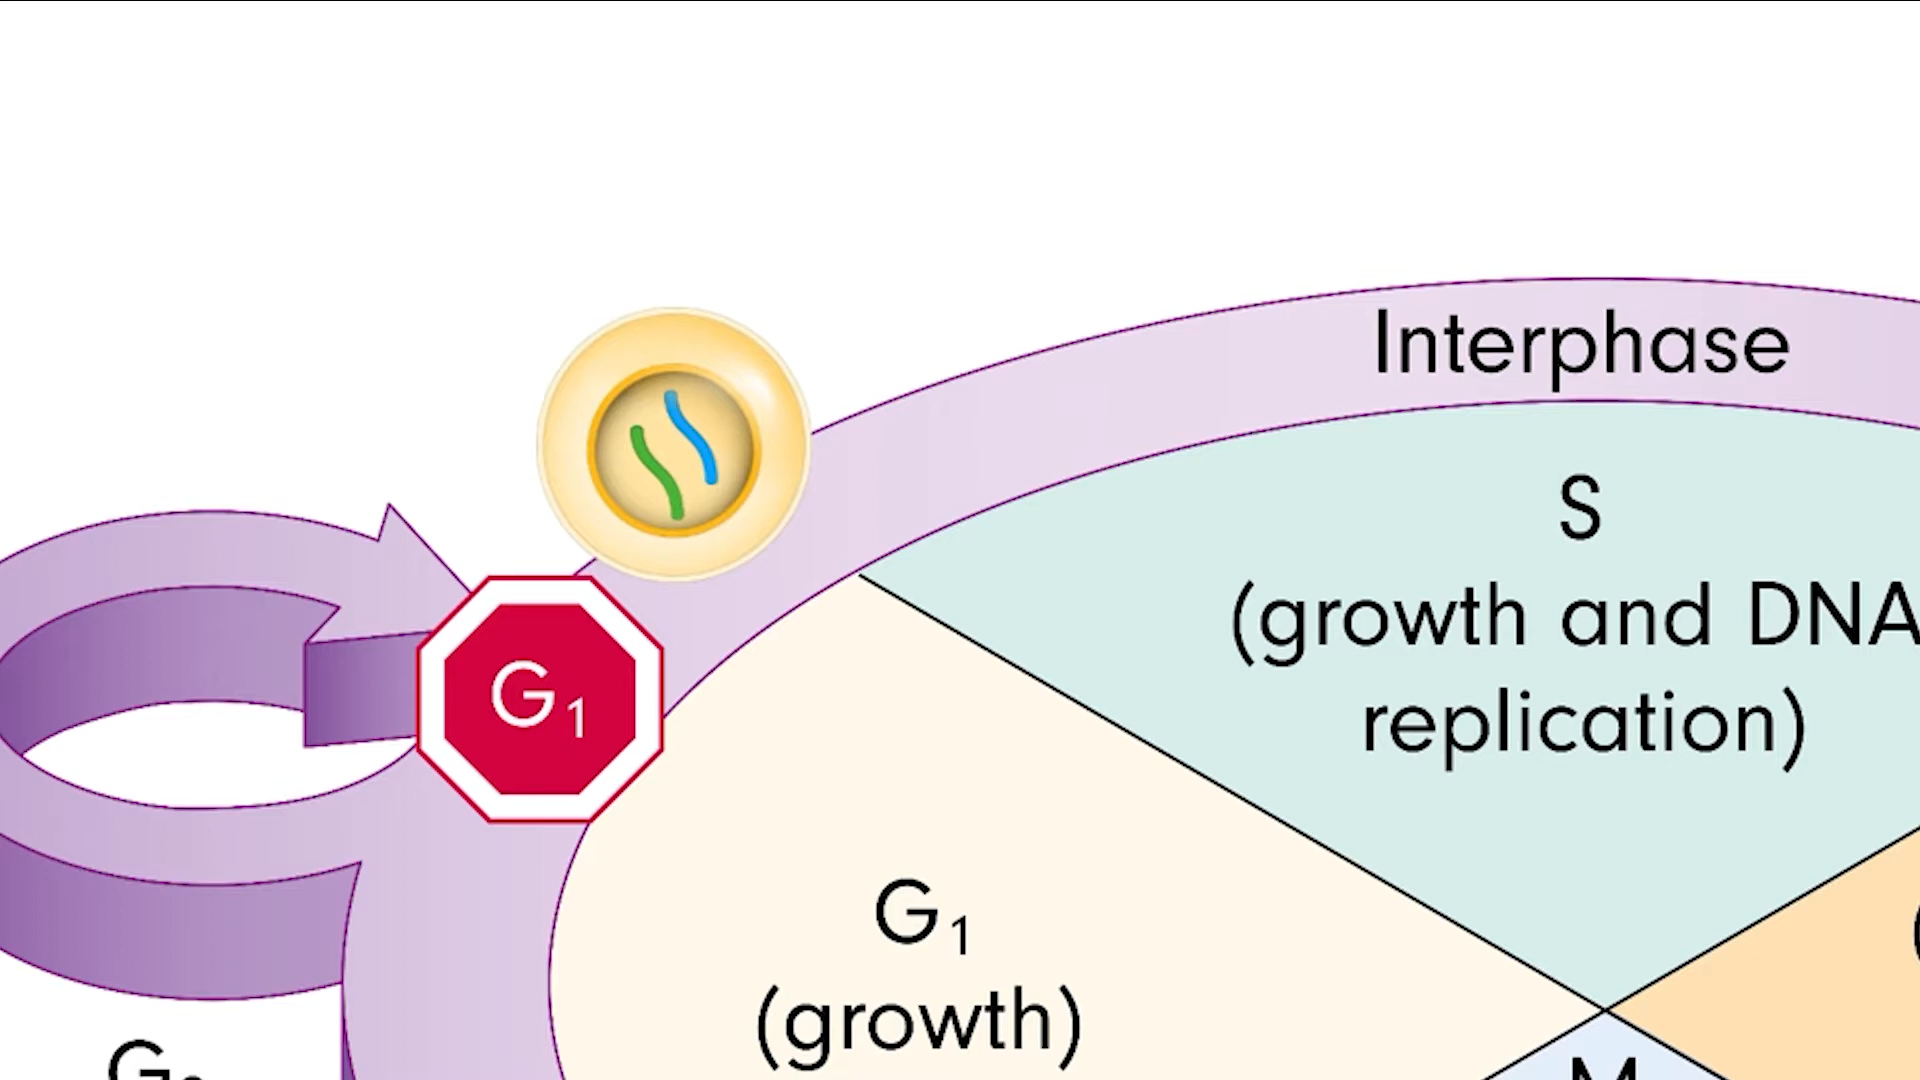 Interphase
S
(growth and DNA
replication)
G₁
G₁
(growth)
M